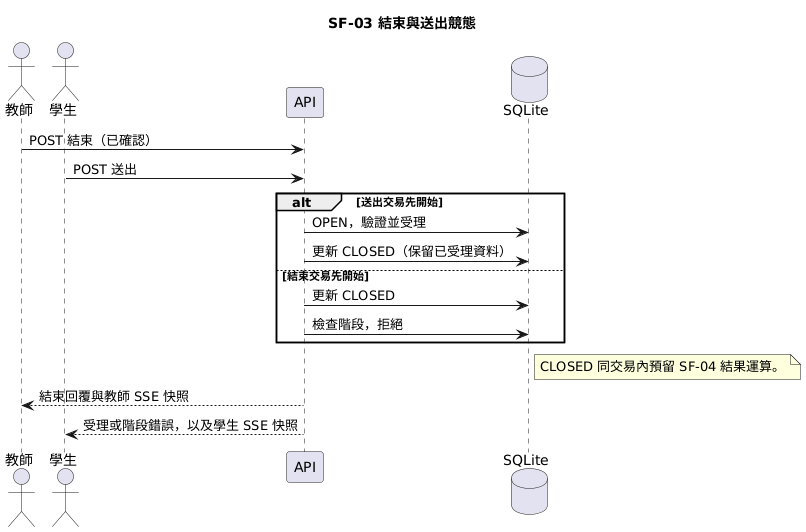 SF-03 結束與送出競態
教師
學生
API
SQLite
POST 結束（已確認）
POST 送出
alt [送出交易先開始]
OPEN，驗證並受理
更新 CLOSED（保留已受理資料）
[結束交易先開始]
更新 CLOSED
檢查階段，拒絕
CLOSED 同交易內預留 SF-04 結果運算。
結束回覆與教師 SSE 快照
受理或階段錯誤，以及學生 SSE 快照
教師
學生
API
SQLite